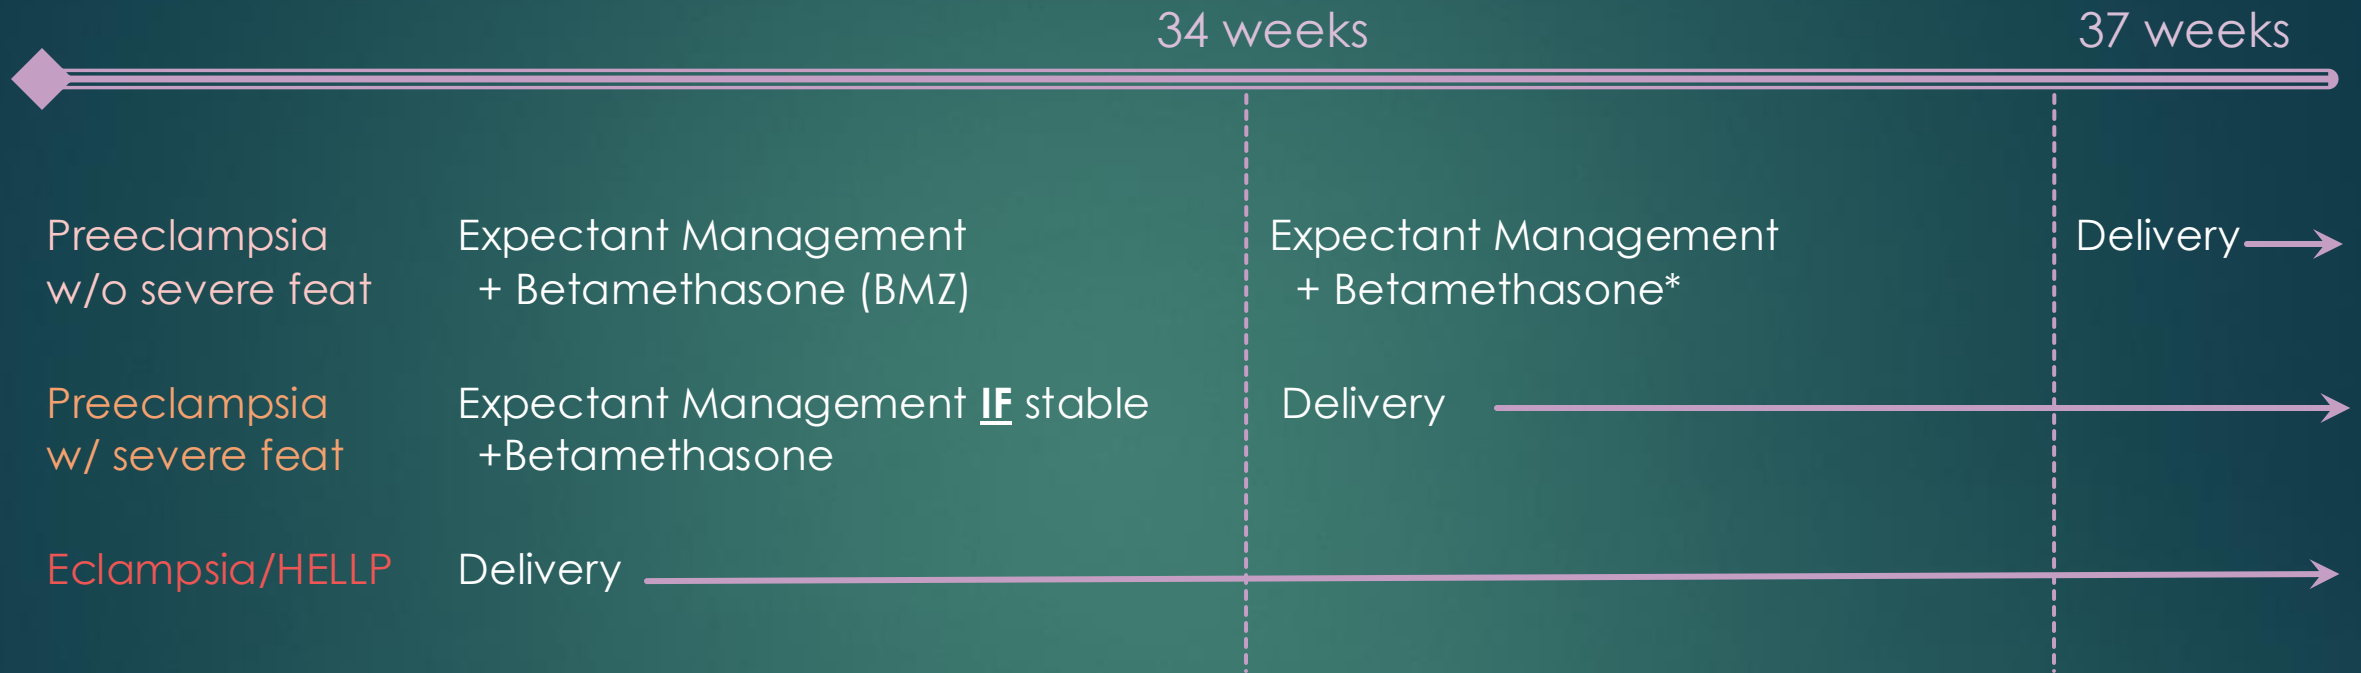 34 weeks
37 weeks
Preeclampsia
w/o severe feat
Expectant Management
+ Betamethasone (BMZ)
Expectant Management
+ Betamethasone*
Delivery
Preeclampsia
w/ severe feat
Expectant Management IF stable
+Betamethasone
Delivery
Eclampsia/HELLP
Delivery